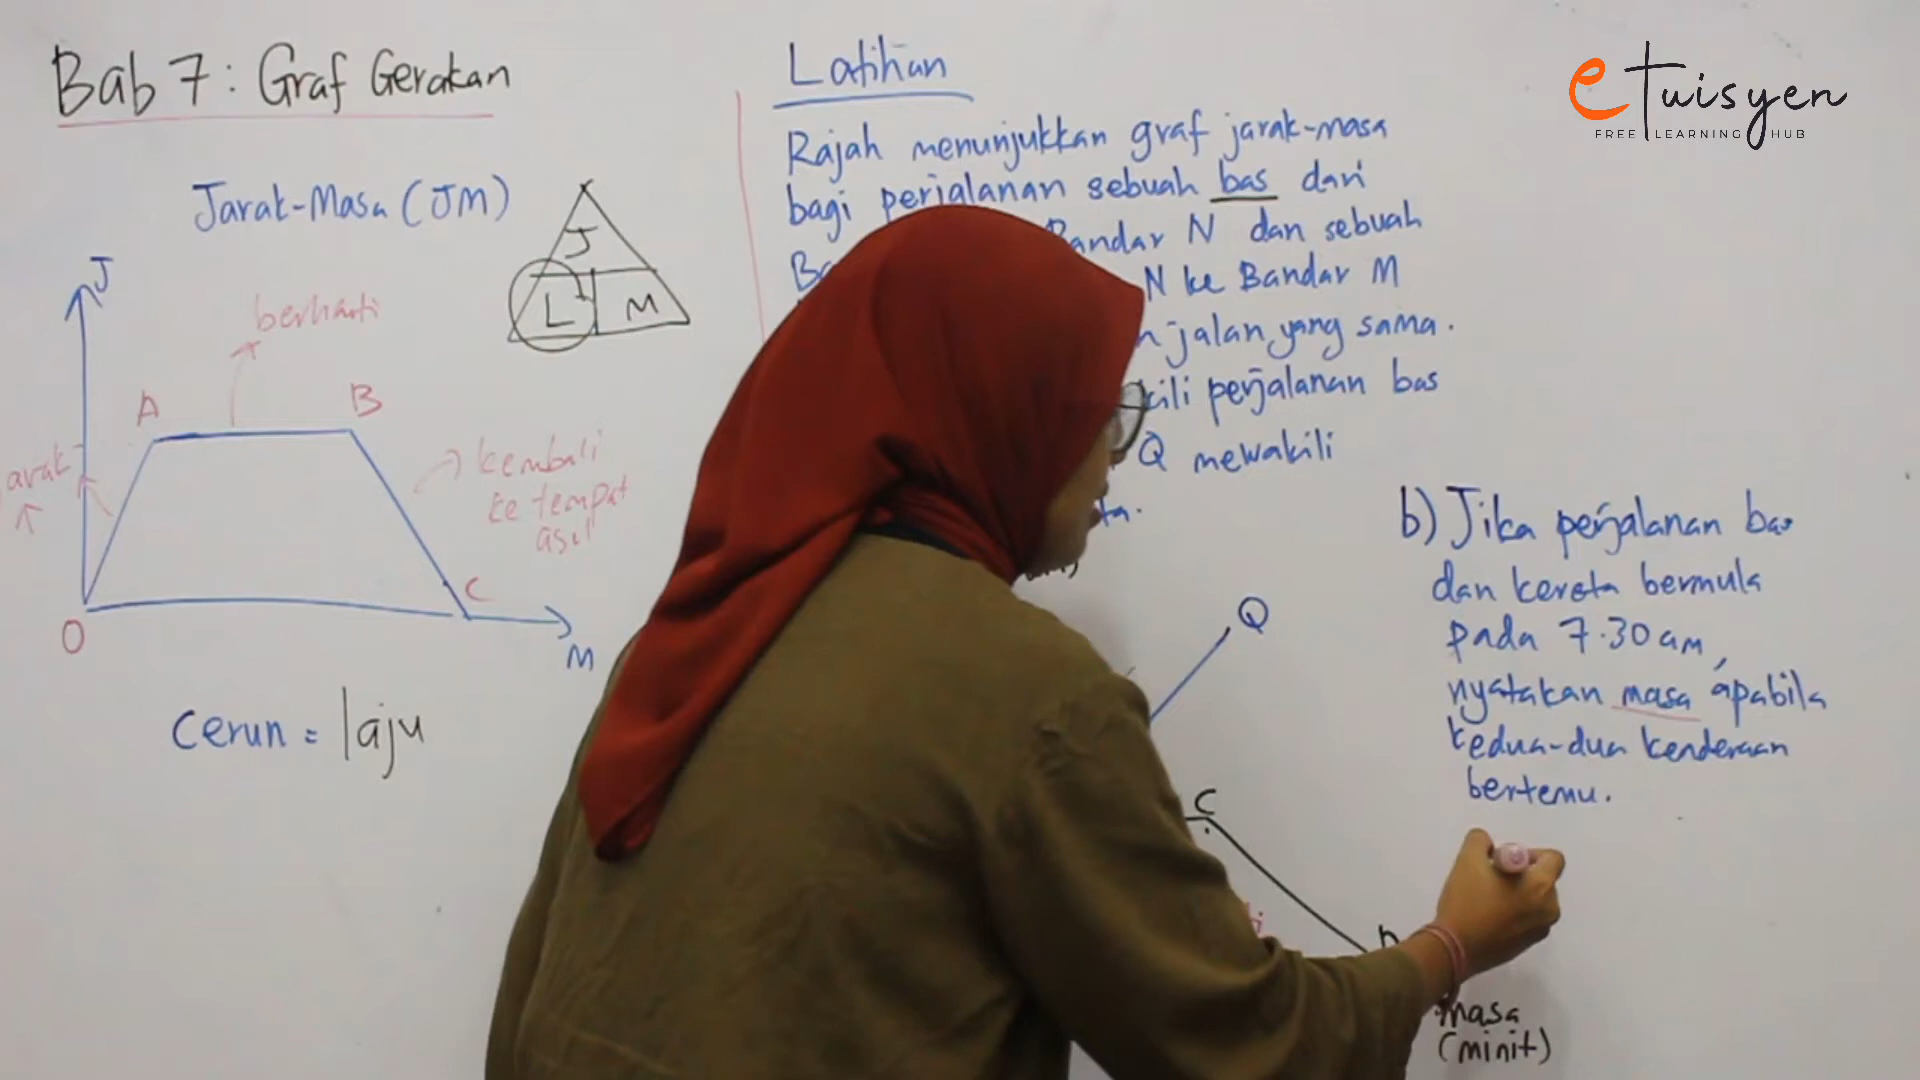 Bab 7 : Graf Gerakan
Jarak-Masa (JM)
J
L M
J
berhenti
A B
arak
kembali
ke tempat
asal
C
O
M
Cerun = laju
Latihan
Rajah menunjukkan graf jarak-masa
bagi perjalanan sebuah bas dari
Bandar N dan sebuah
N ke Bandar M
jalan yang sama.
perjalanan bas
Q mewakili
Q
C
D
masa
(minit)
b) Jika perjalanan bas
dan kereta bermula
pada 7.30 am,
nyatakan masa apabila
kedua-dua kenderaan
bertemu.
eTuisyen
FREE LEARNING HUB